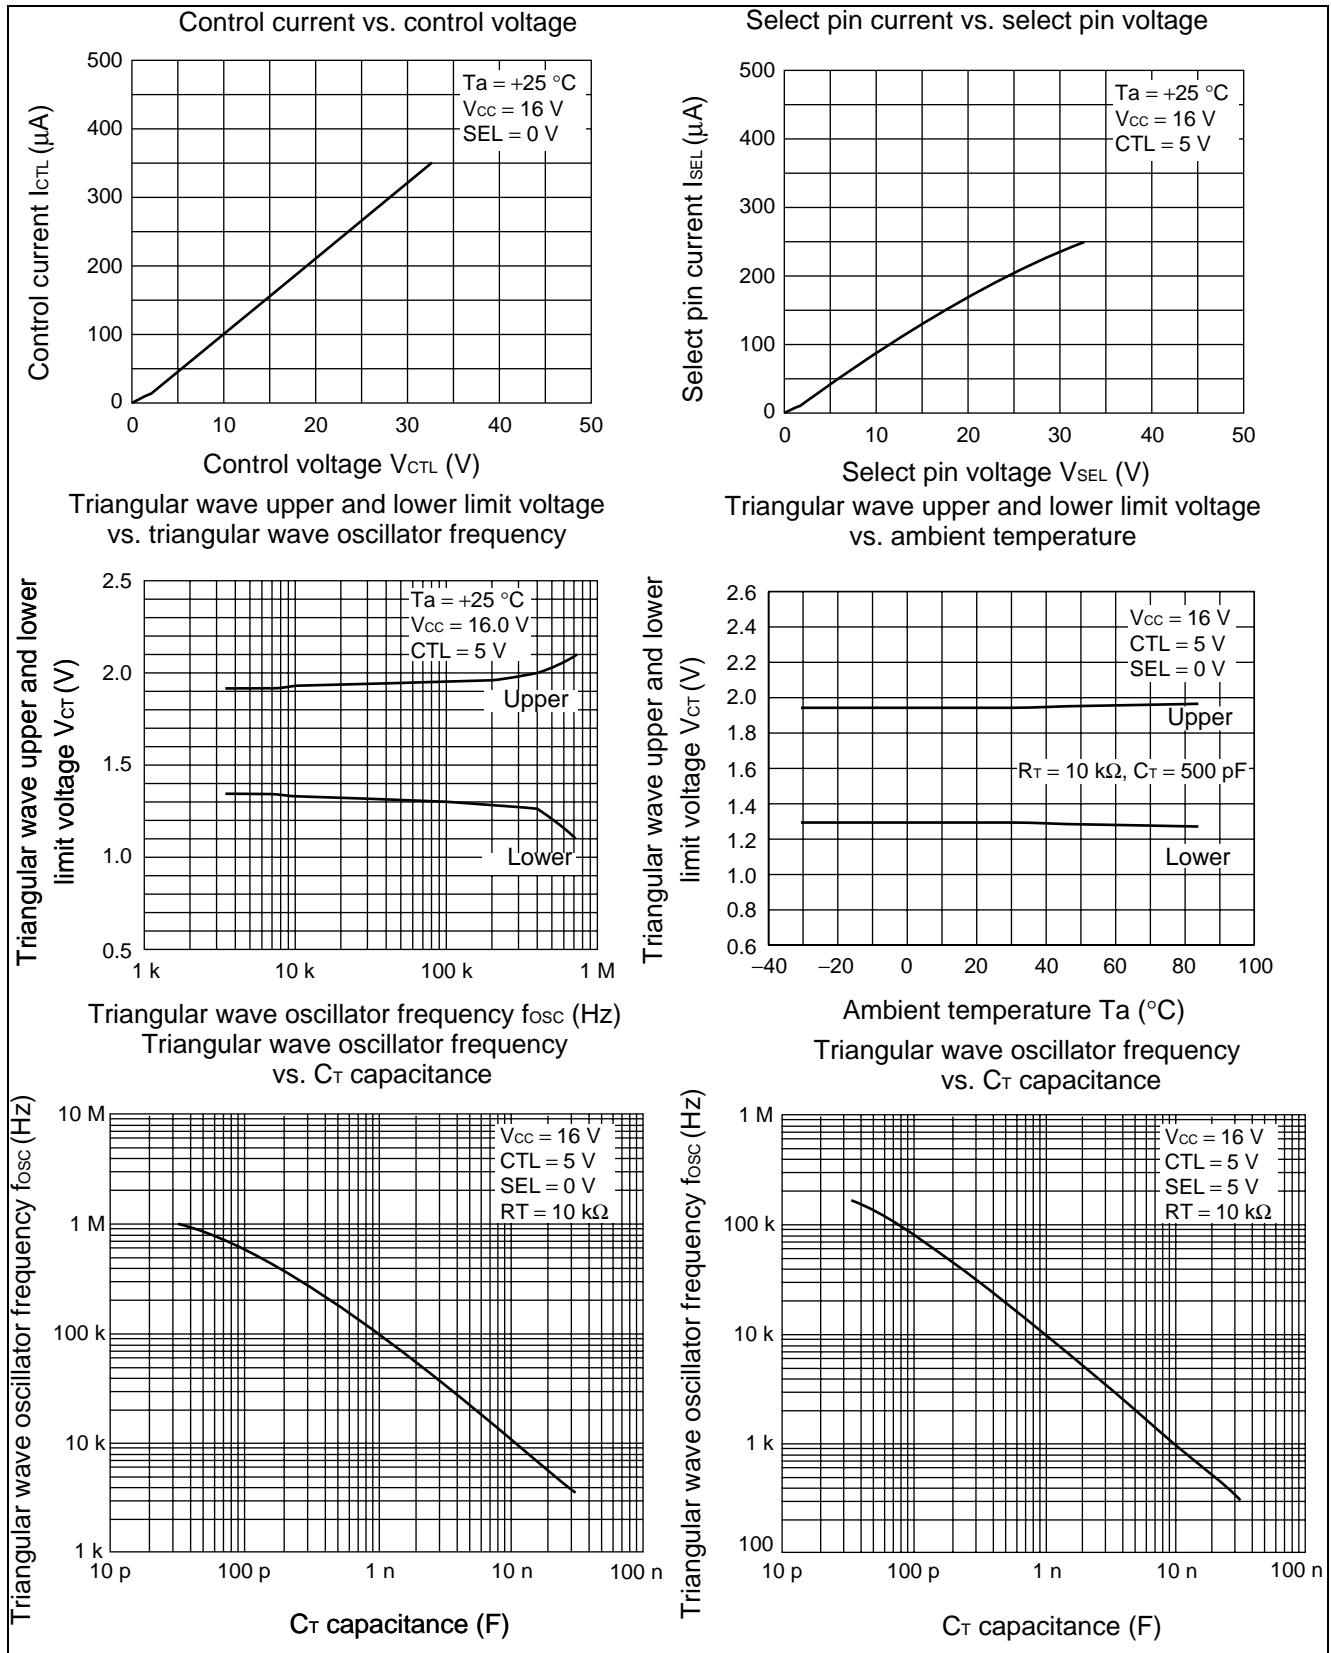 Control current vs. control voltage
500
400
300
200
100
0
Ta = +25 °C
VCC = 16 V
SEL = 0 V
Control current ICTL (µA)
0 10 20 30 40 50
Control voltage VCTL (V)
Select pin current vs. select pin voltage
500
400
300
200
100
0
Ta = +25 °C
VCC = 16 V
CTL = 5 V
Select pin current ISEL (µA)
0 10 20 30 40 50
Select pin voltage VSEL (V)
Triangular wave upper and lower limit voltage
vs. triangular wave oscillator frequency
2.5
2.0
1.5
1.0
0.5
Ta = +25 °C
VCC = 16.0 V
CTL = 5 V
Upper
Lower
Triangular wave upper and lower
limit voltage VCT (V)
1 k 10 k 100 k 1 M
Triangular wave oscillator frequency fOSC (Hz)
Triangular wave upper and lower limit voltage
vs. ambient temperature
2.6
2.4
2.2
2.0
1.8
1.6
1.4
1.2
1.0
0.8
0.6
VCC = 16 V
CTL = 5 V
SEL = 0 V
Upper
RT = 10 kΩ, CT = 500 pF
Lower
Triangular wave upper and lower
limit voltage VCT (V)
−40 −20 0 20 40 60 80 100
Ambient temperature Ta (°C)
Triangular wave oscillator frequency
vs. CT capacitance
10 M
1 M
100 k
10 k
1 k
VCC = 16 V
CTL = 5 V
SEL = 0 V
RT = 10 kΩ
Triangular wave oscillator frequency fOSC (Hz)
10 p 100 p 1 n 10 n 100 n
CT capacitance (F)
Triangular wave oscillator frequency
vs. CT capacitance
1 M
100 k
10 k
1 k
100
VCC = 16 V
CTL = 5 V
SEL = 5 V
RT = 10 kΩ
Triangular wave oscillator frequency fOSC (Hz)
10 p 100 p 1 n 10 n 100 n
CT capacitance (F)